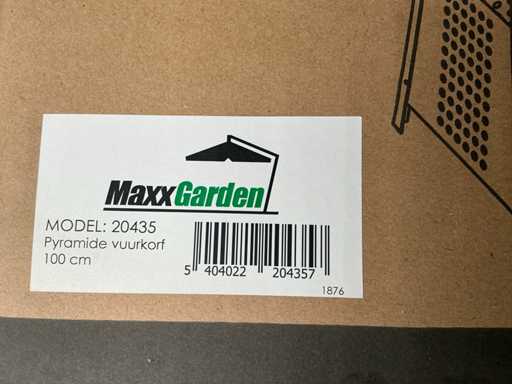 MaxxGarden
MODEL: 20435
Pyramide vuurkorf
100 cm
5 404022 204357
1876